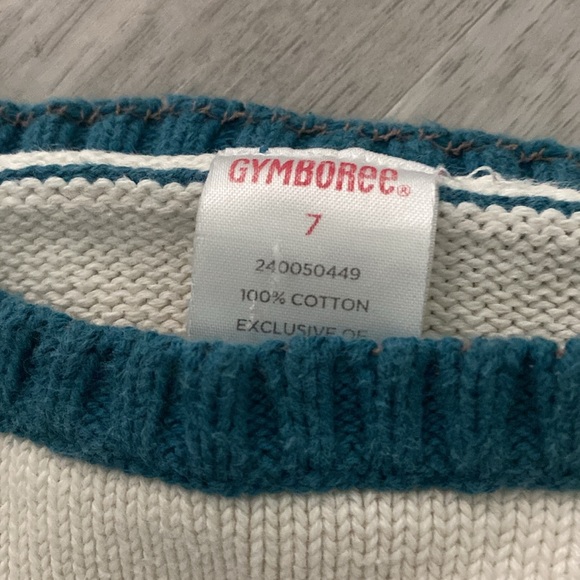 GYMBOREE®
7
240050449
100% COTTON
EXCLUSIVE OF